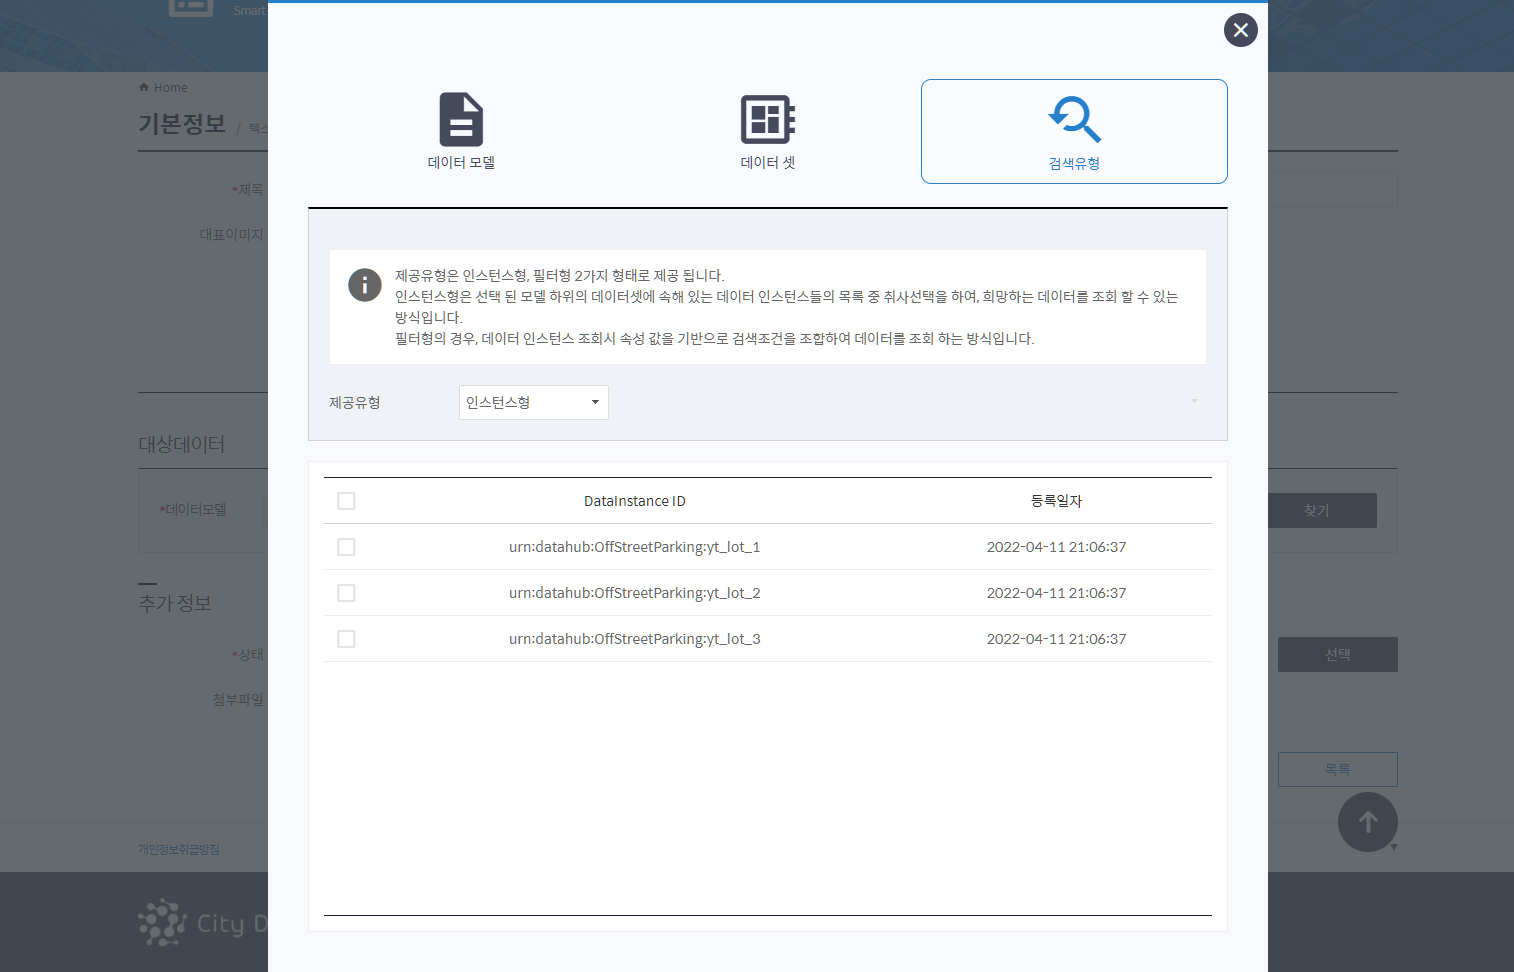 Smart
Home
기본정보 / 텍스
*제목
대표이미지
대상데이터
*데이터모델
찾기
추가 정보
*상태
선택
첨부파일
목록
개인정보취급방침
City D
데이터 모델
데이터 셋
검색유형
제공유형은 인스턴스형, 필터형 2가지 형태로 제공 됩니다.
인스턴스형은 선택 된 모델 하위의 데이터셋에 속해 있는 데이터 인스턴스들의 목록 중 취사선택을 하여, 희망하는 데이터를 조회 할 수 있는
방식입니다.
필터형의 경우, 데이터 인스턴스 조회시 속성 값을 기반으로 검색조건을 조합하여 데이터를 조회 하는 방식입니다.
제공유형
인스턴스형
DataInstance ID 등록일자
urn:datahub:OffStreetParking:yt_lot_1 2022-04-11 21:06:37
urn:datahub:OffStreetParking:yt_lot_2 2022-04-11 21:06:37
urn:datahub:OffStreetParking:yt_lot_3 2022-04-11 21:06:37